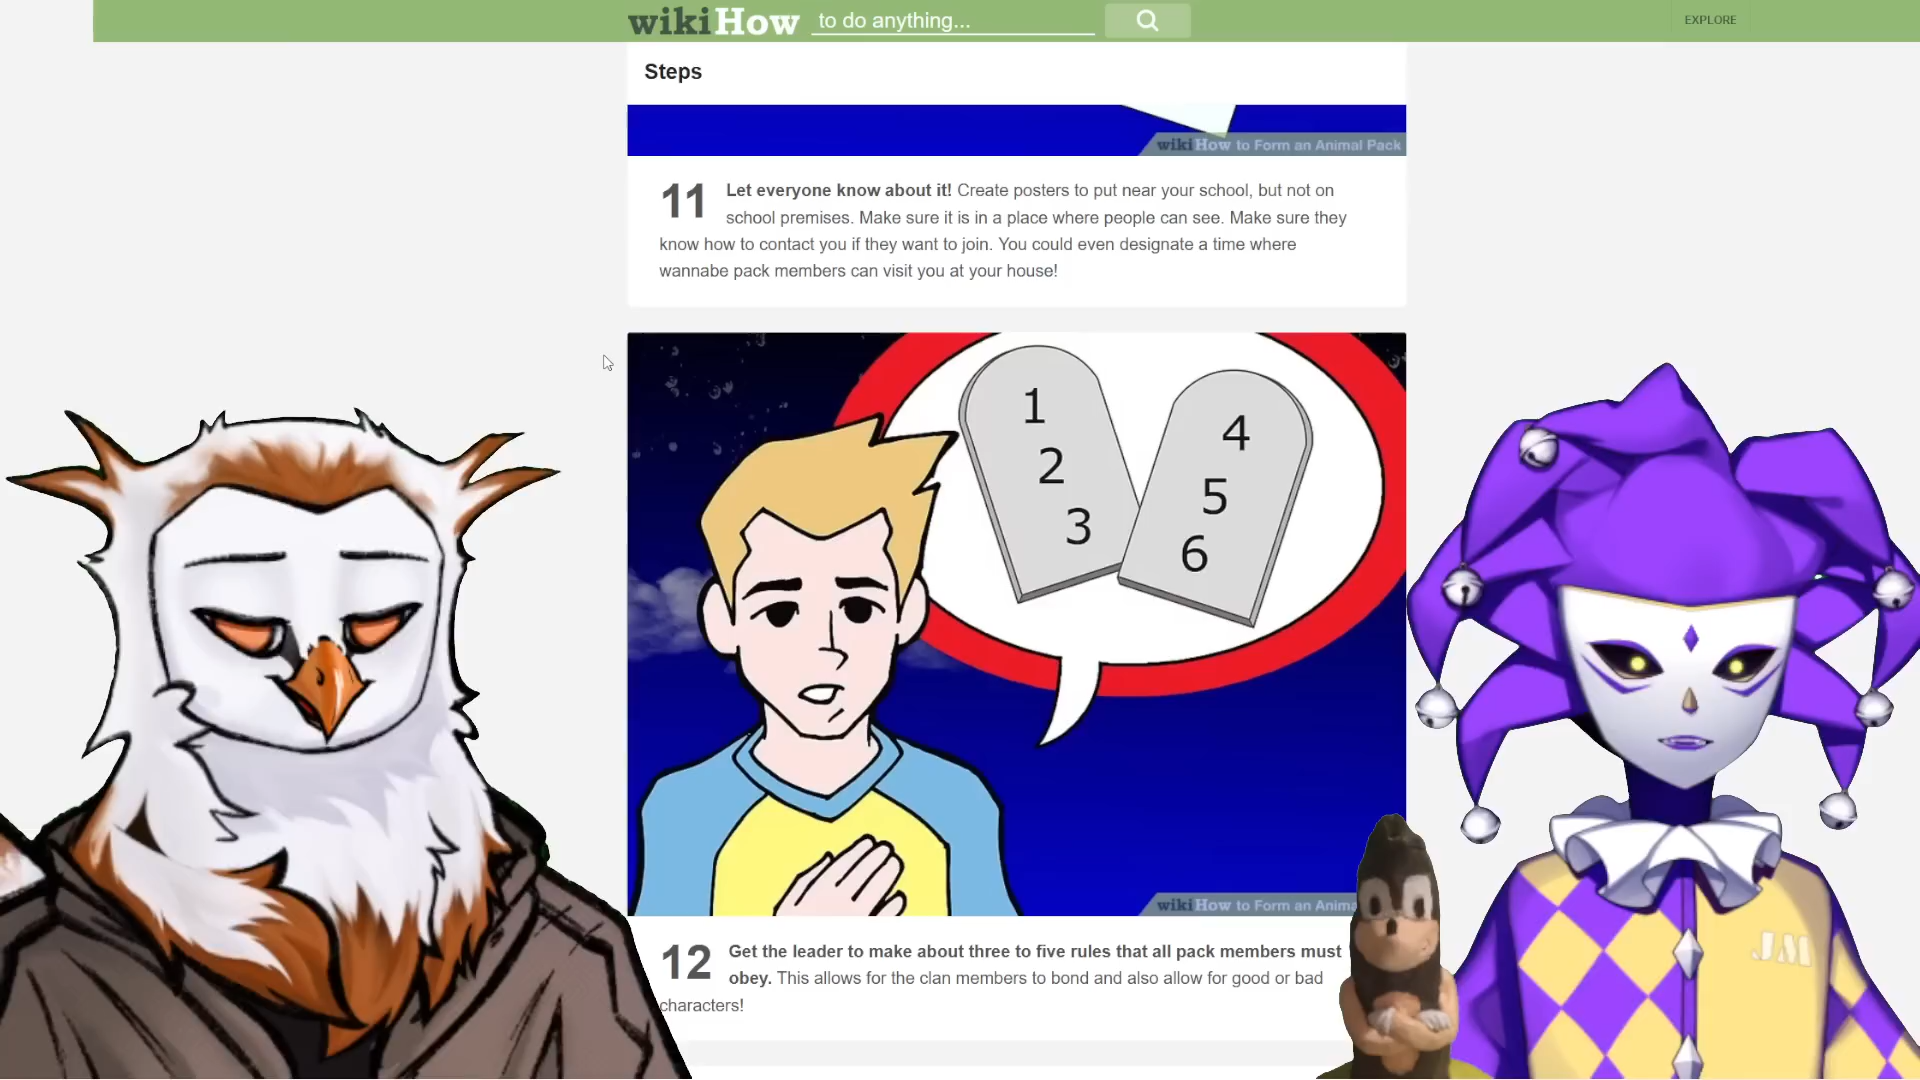 wikiHow to do anything...
EXPLORE
Steps
wikiHow to Form an Animal Pack
11 Let everyone know about it! Create posters to put near your school, but not on
school premises. Make sure it is in a place where people can see. Make sure they
know how to contact you if they want to join. You could even designate a time where
wannabe pack members can visit you at your house!
1
2
3
4
5
6
wikiHow to Form an Anima
12 Get the leader to make about three to five rules that all pack members must
obey. This allows for the clan members to bond and also allow for good or bad
characters!
JM